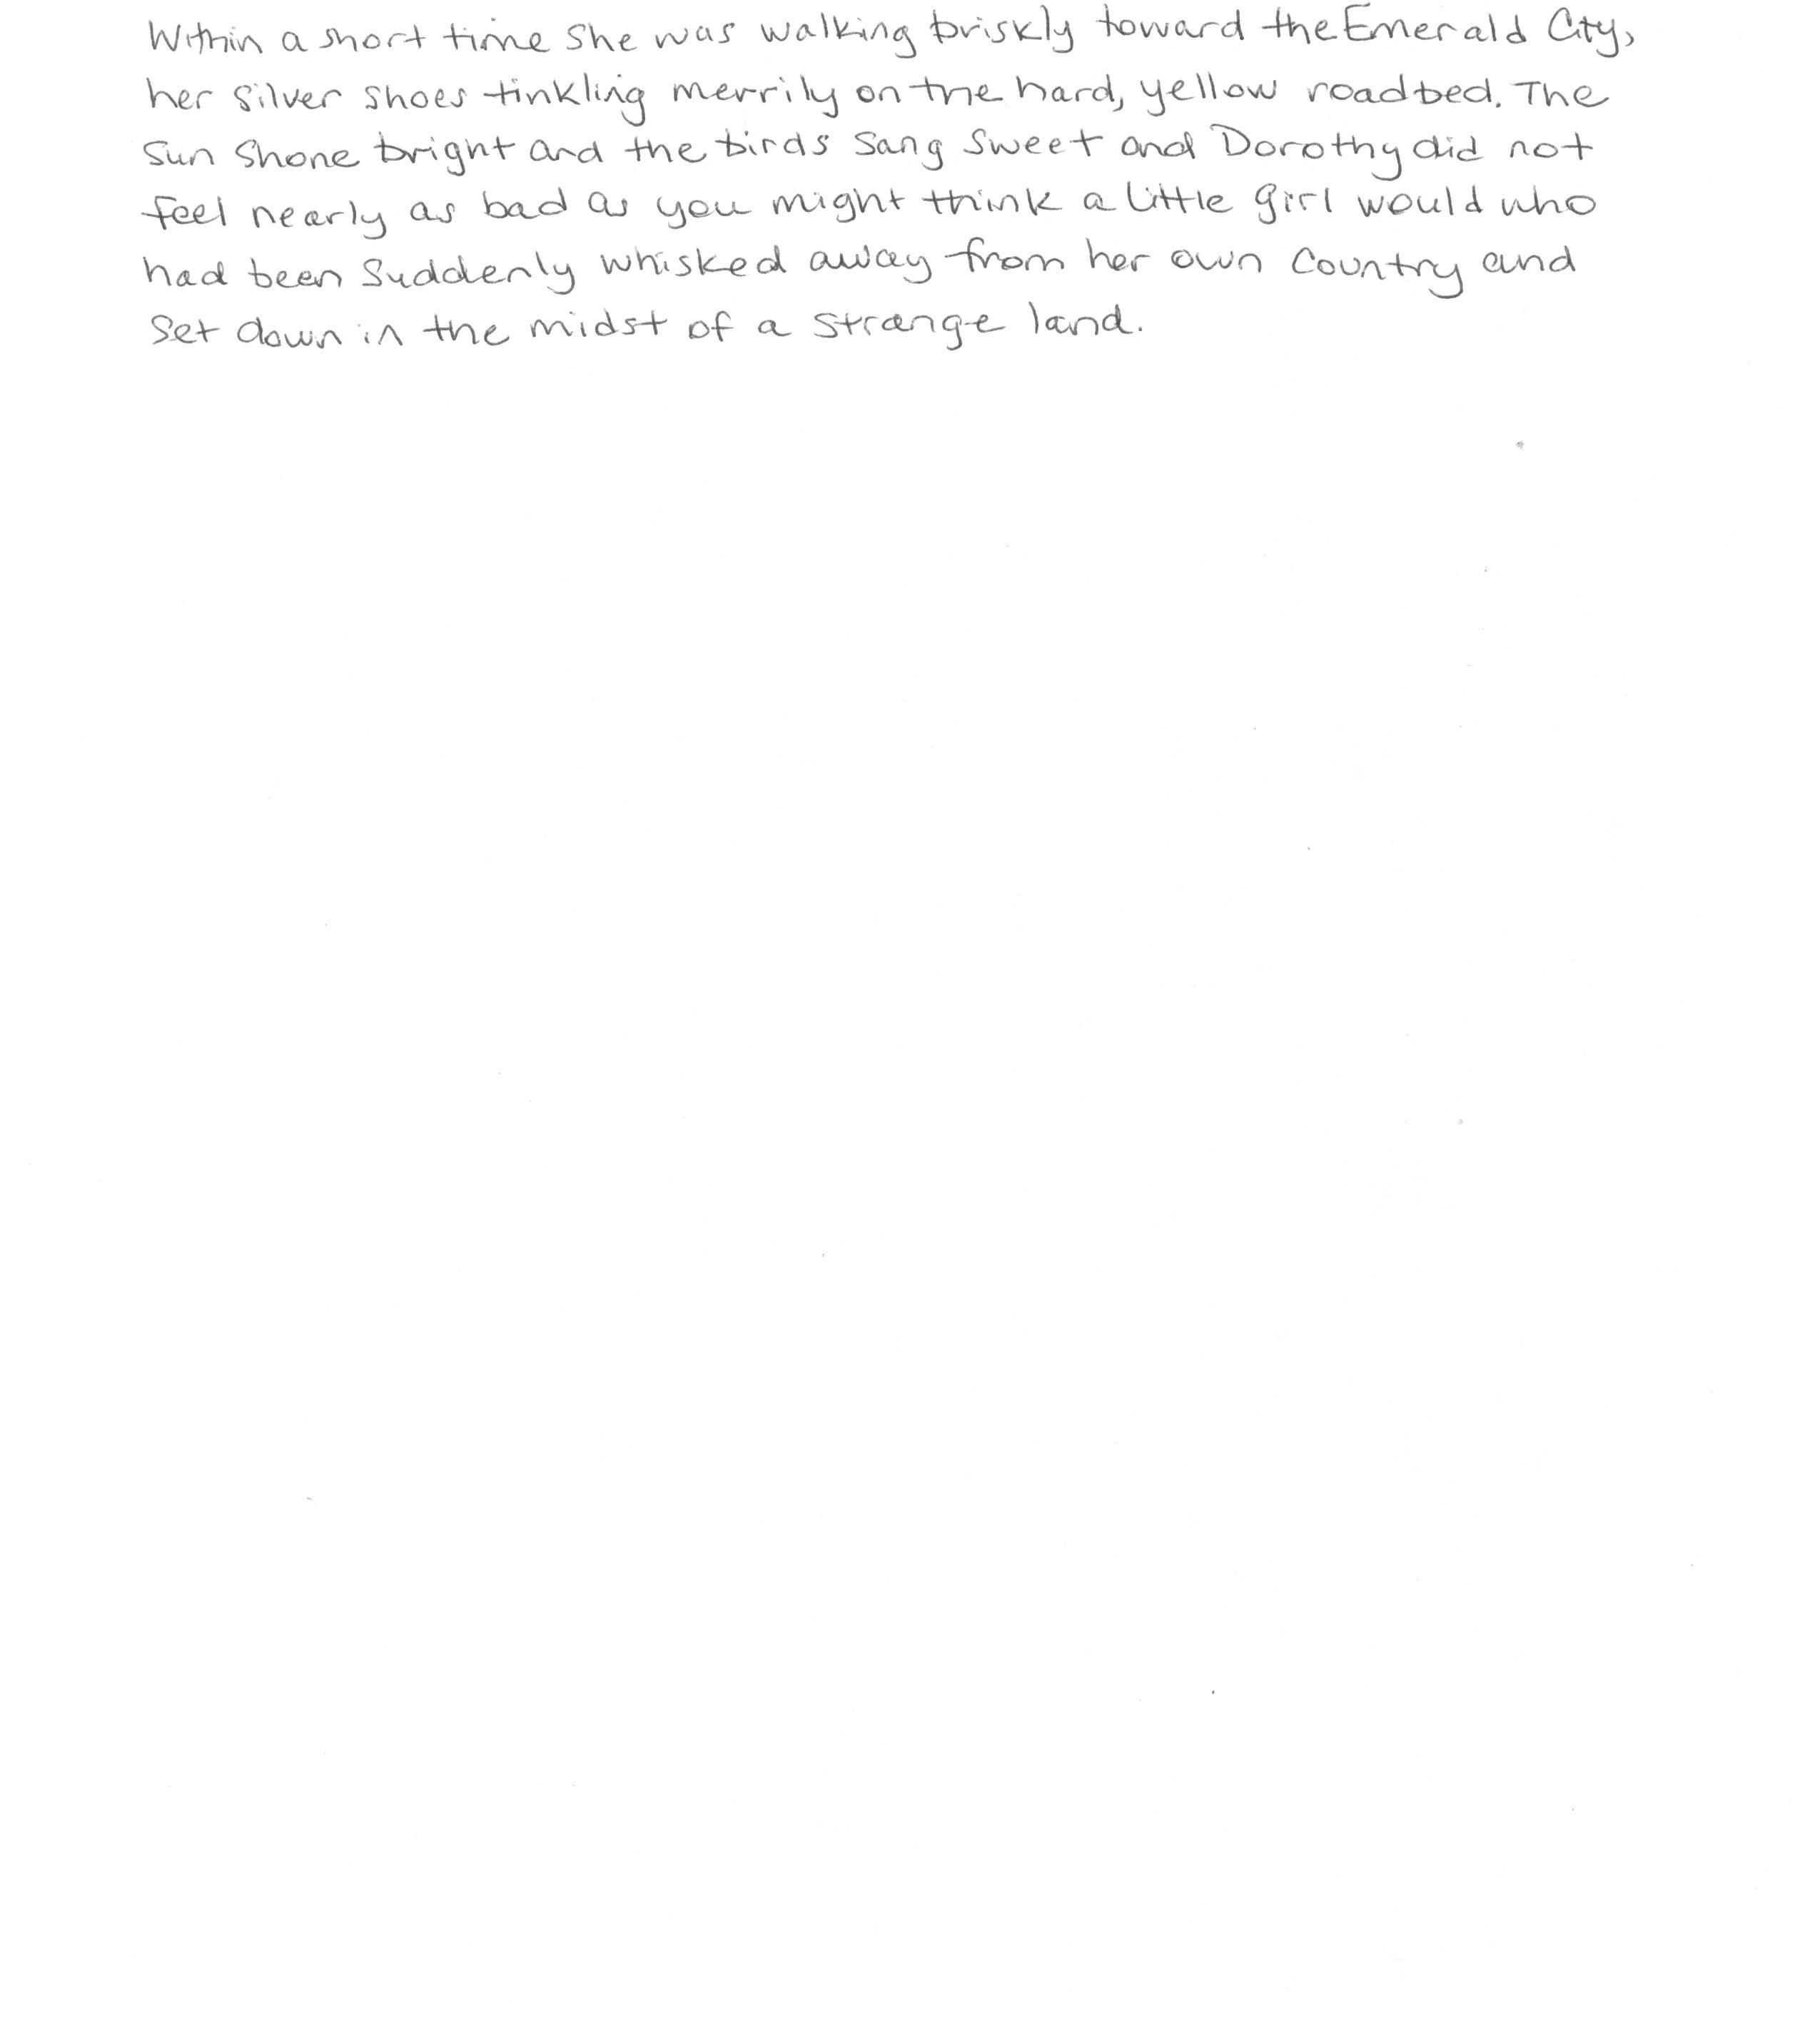 Within a short time she was walking briskly toward the Emerald City,
her silver shoes tinkling merrily on the hard, yellow roadbed. The
sun shone bright and the birds sang sweet and Dorothy did not
feel nearly as bad as you might think a little girl would who
had been suddenly whisked away from her own country and
set down in the midst of a strange land.